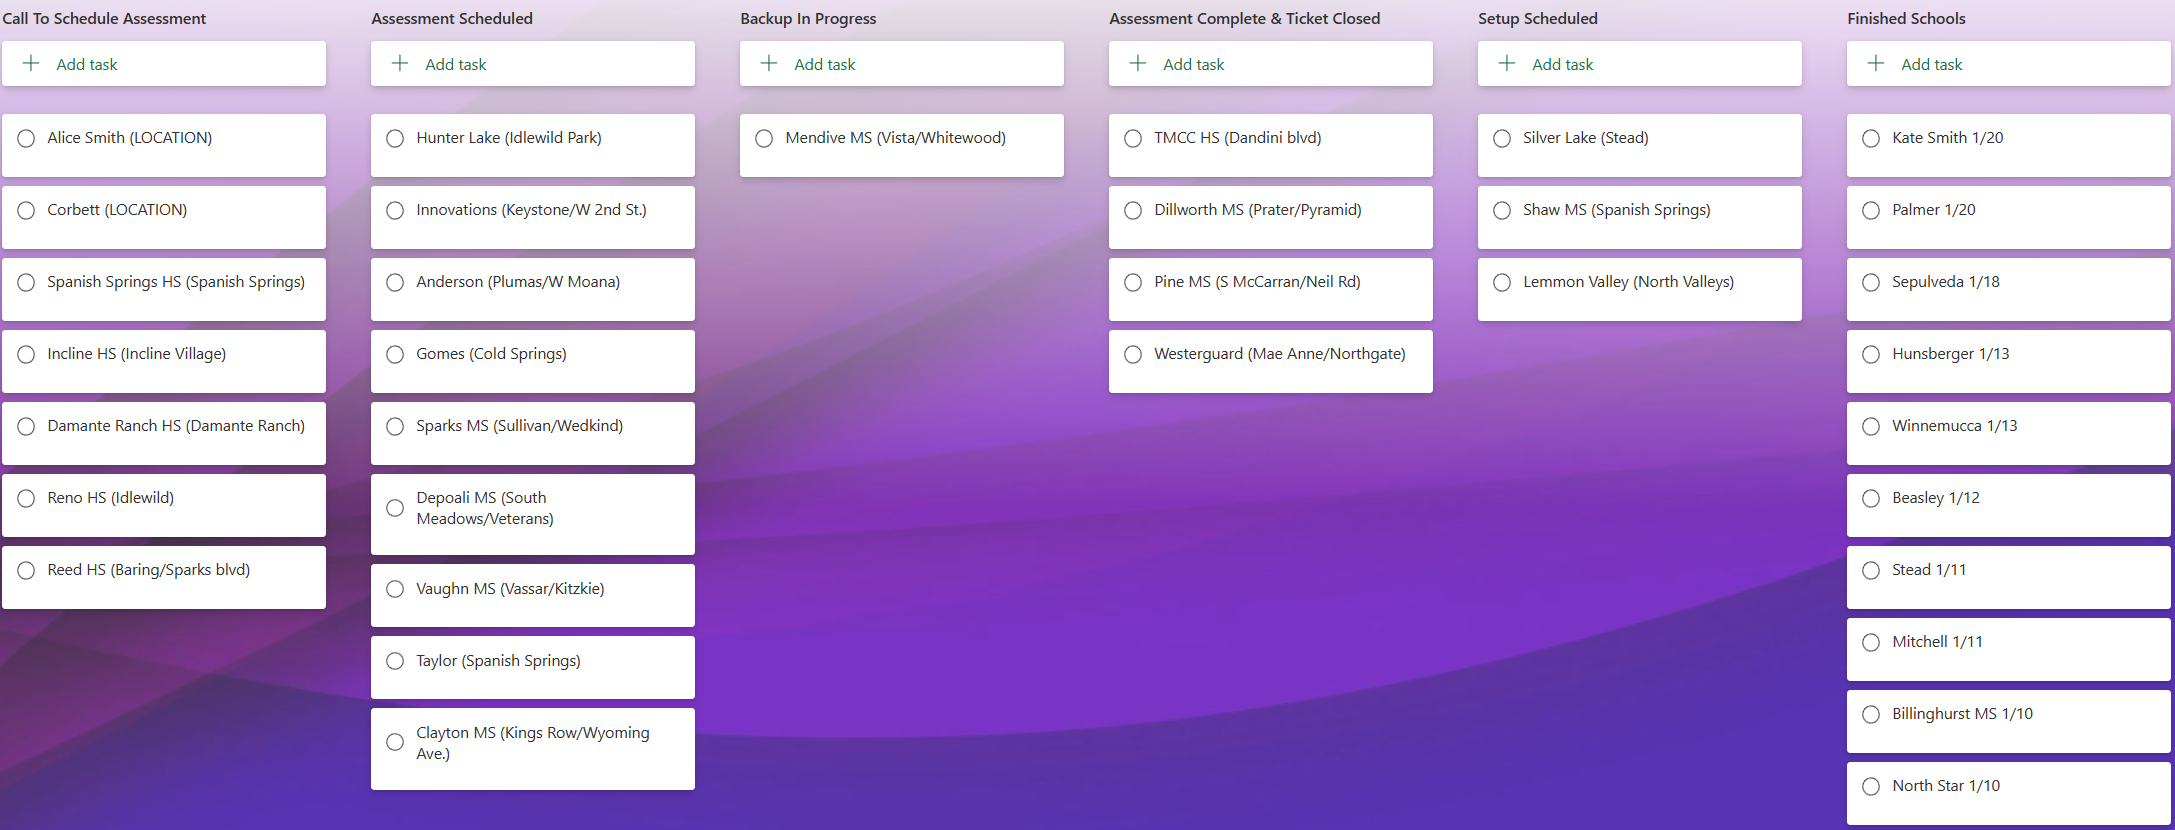 Call To Schedule Assessment
Add task
Alice Smith (LOCATION)
Corbett (LOCATION)
Spanish Springs HS (Spanish Springs)
Incline HS (Incline Village)
Damante Ranch HS (Damante Ranch)
Reno HS (Idlewild)
Reed HS (Baring/Sparks blvd)
Assessment Scheduled
Add task
Hunter Lake (Idlewild Park)
Innovations (Keystone/W 2nd St.)
Anderson (Plumas/W Moana)
Gomes (Cold Springs)
Sparks MS (Sullivan/Wedkind)
Depoali MS (South
Meadows/Veterans)
Vaughn MS (Vassar/Kitzkie)
Taylor (Spanish Springs)
Clayton MS (Kings Row/Wyoming
Ave.)
Backup In Progress
Add task
Mendive MS (Vista/Whitewood)
Assessment Complete & Ticket Closed
Add task
TMCC HS (Dandini blvd)
Dillworth MS (Prater/Pyramid)
Pine MS (S McCarran/Neil Rd)
Westerguard (Mae Anne/Northgate)
Setup Scheduled
Add task
Silver Lake (Stead)
Shaw MS (Spanish Springs)
Lemmon Valley (North Valleys)
Finished Schools
Add task
Kate Smith 1/20
Palmer 1/20
Sepulveda 1/18
Hunsberger 1/13
Winnemucca 1/13
Beasley 1/12
Stead 1/11
Mitchell 1/11
Billinghurst MS 1/10
North Star 1/10